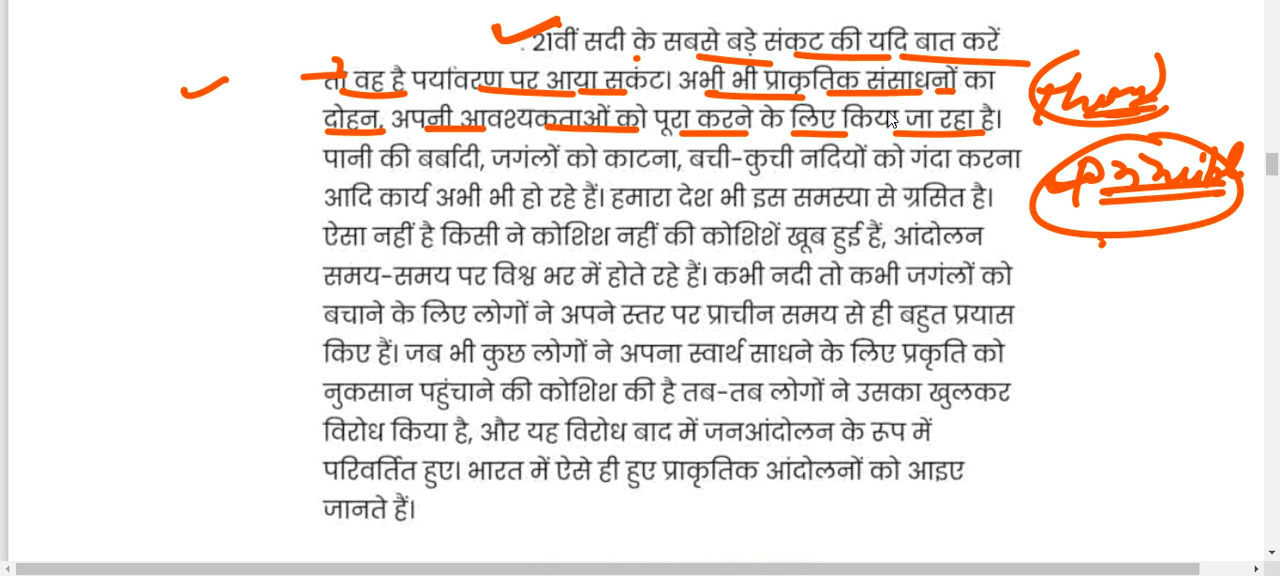 21वीं सदी के सबसे बड़े संकट की यदि बात करें
तो वह है पर्यावरण पर आया सकंट। अभी भी प्राकृतिक संसाधनों का
दोहन, अपनी आवश्यकताओं को पूरा करने के लिए किया जा रहा है।
पानी की बर्बादी, जगंलों को काटना, बची-कुची नदियों को गंदा करना
आदि कार्य अभी भी हो रहे हैं। हमारा देश भी इस समस्या से ग्रसित है।
ऐसा नहीं है किसी ने कोशिश नहीं की कोशिशें खूब हुई हैं, आंदोलन
समय-समय पर विश्व भर में होते रहे हैं। कभी नदी तो कभी जगंलों को
बचाने के लिए लोगों ने अपने स्तर पर प्राचीन समय से ही बहुत प्रयास
किए हैं। जब भी कुछ लोगों ने अपना स्वार्थ साधने के लिए प्रकृति को
नुकसान पहुंचाने की कोशिश की है तब-तब लोगों ने उसका खुलकर
विरोध किया है, और यह विरोध बाद में जनआंदोलन के रूप में
परिवर्तित हुए। भारत में ऐसे ही हुए प्राकृतिक आंदोलनों को आइए
जानते हैं।